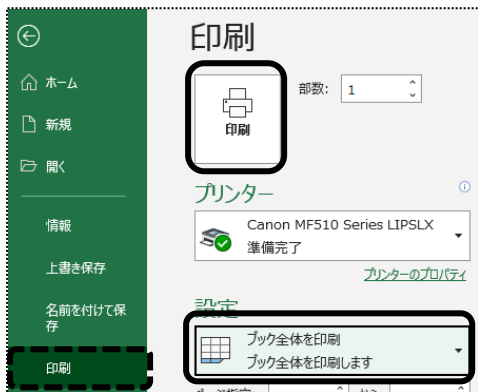 印刷
ホーム
新規
開く
情報
上書き保存
名前を付けて保
存
印刷
印刷
部数: 1
プリンター
Canon MF510 Series LIPSLX
準備完了
プリンターのプロパティ
設定
ブック全体を印刷
ブック全体を印刷します